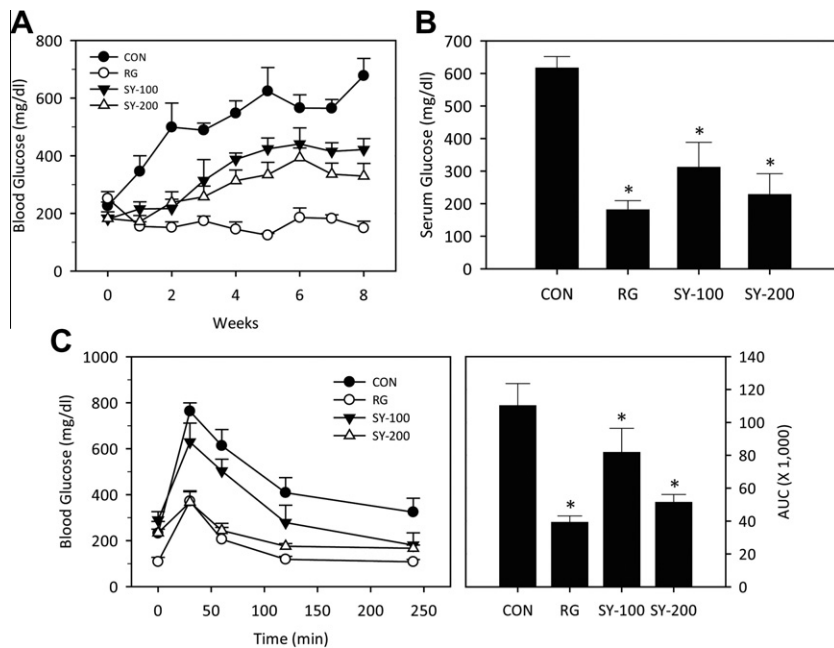 A
800
600
400
200
0
Blood Glucose (mg/dl)
CON
RG
SY-100
SY-200
0 2 4 6 8
Weeks
B
700
600
500
400
300
200
100
0
Serum Glucose (mg/dl)
*
*
*
CON RG SY-100 SY-200
C
1000
800
600
400
200
0
Blood Glucose (mg/dl)
CON
RG
SY-100
SY-200
0 50 100 150 200 250
Time (min)
*
*
*
140
120
100
80
60
40
20
0
AUC (X 1,000)
CON RG SY-100 SY-200